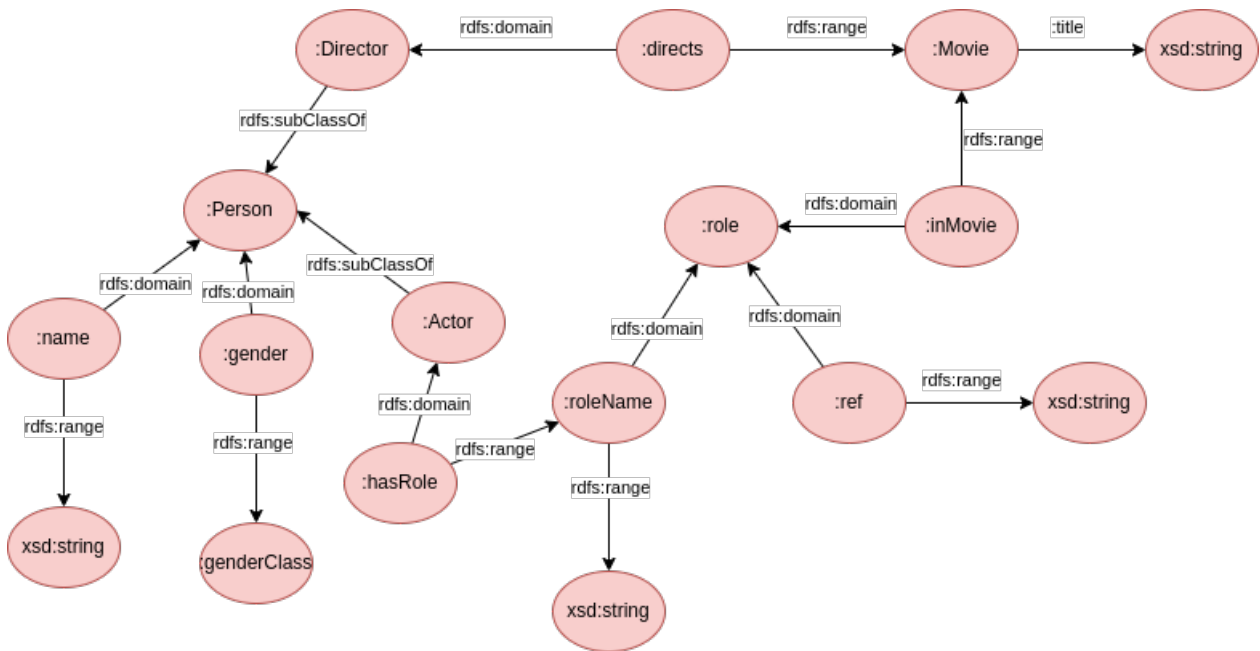 rdfs:domain
rdfs:range
:title
:Director
:directs
:Movie
xsd:string
rdfs:subClassOf
rdfs:range
:Person
rdfs:domain
:role
:inMovie
rdfs:subClassOf
rdfs:domain
rdfs:domain
:name
:gender
:Actor
rdfs:domain
rdfs:domain
rdfs:range
rdfs:domain
:roleName
:ref
xsd:string
rdfs:range
rdfs:range
rdfs:range
:hasRole
rdfs:range
xsd:string
:genderClass
xsd:string